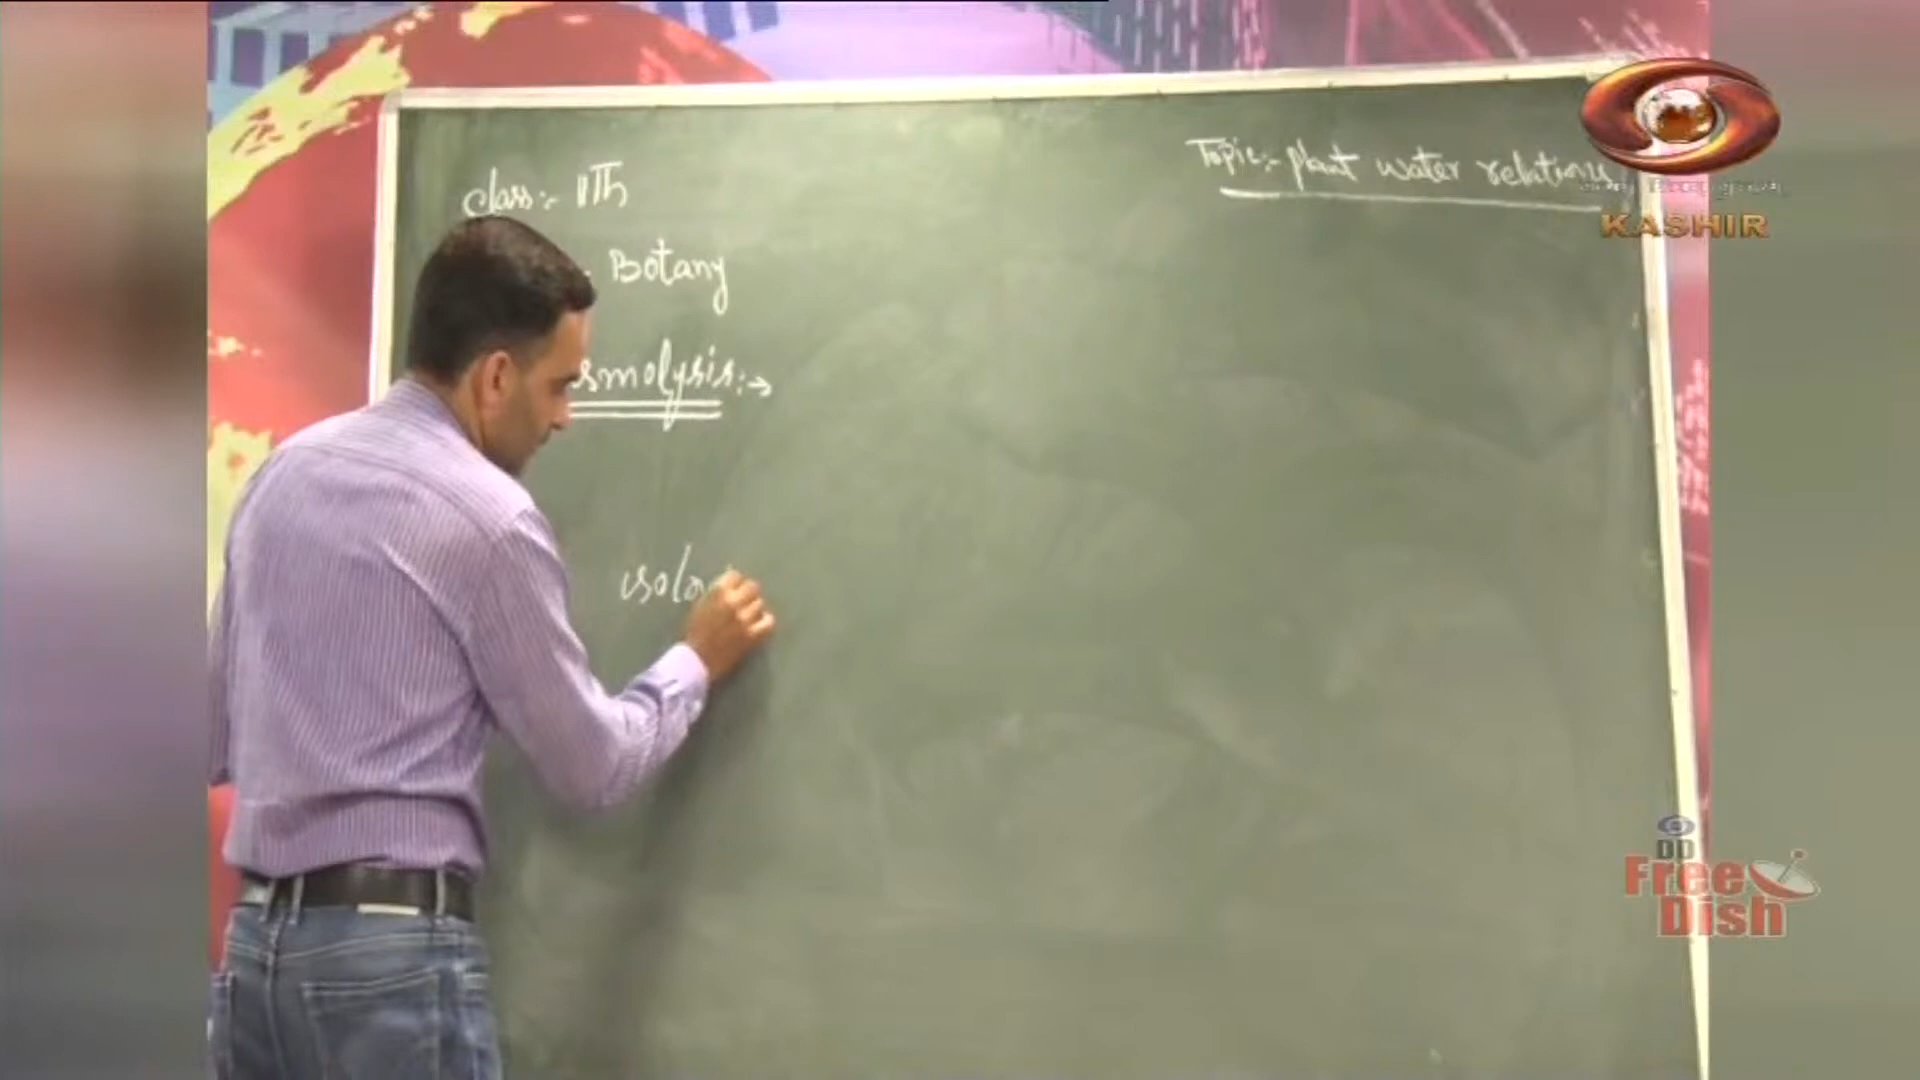 Topic:- plant water relations
class:- 11Th
Botany
smolysis:→
KASHIR
DD
Free
Dish